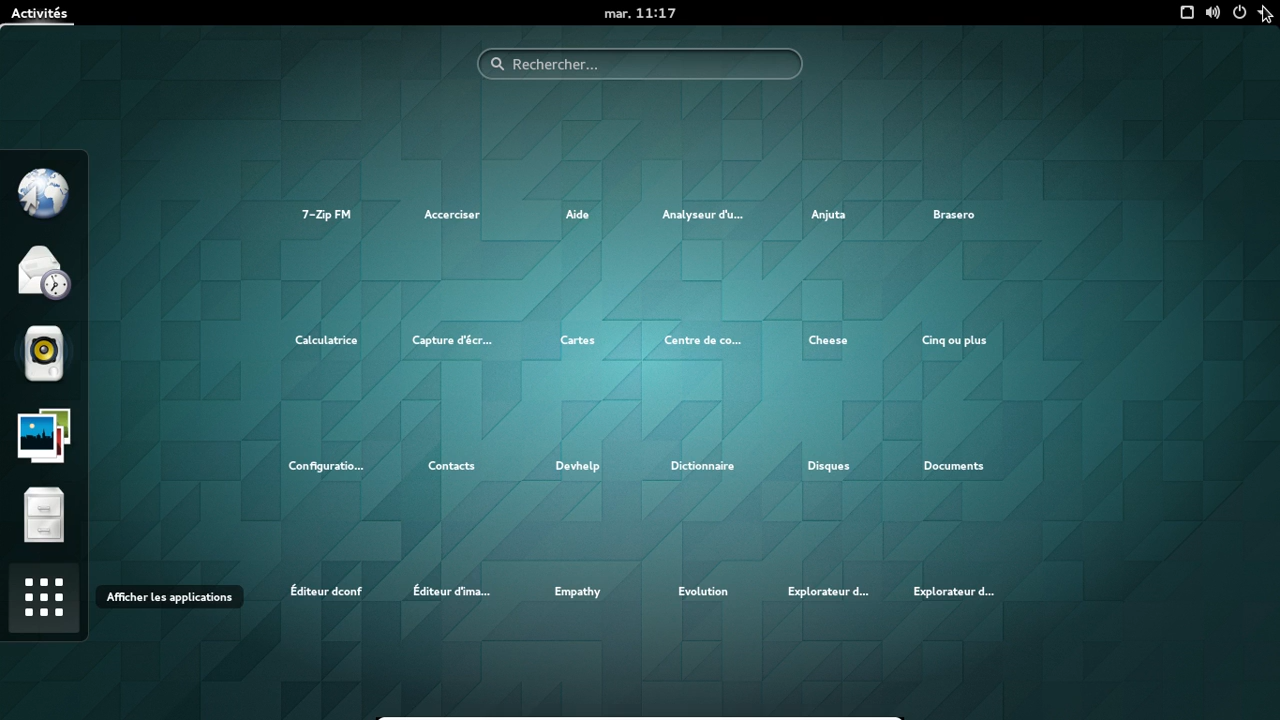 Activités
mar. 11:17
Rechercher...
7-Zip FM
Accerciser
Aide
Analyseur d'u...
Anjuta
Brasero
Calculatrice
Capture d'écr...
Cartes
Centre de co...
Cheese
Cinq ou plus
Configuratio...
Contacts
Devhelp
Dictionnaire
Disques
Documents
Éditeur dconf
Éditeur d'ima...
Empathy
Evolution
Explorateur d...
Explorateur d...
Afficher les applications